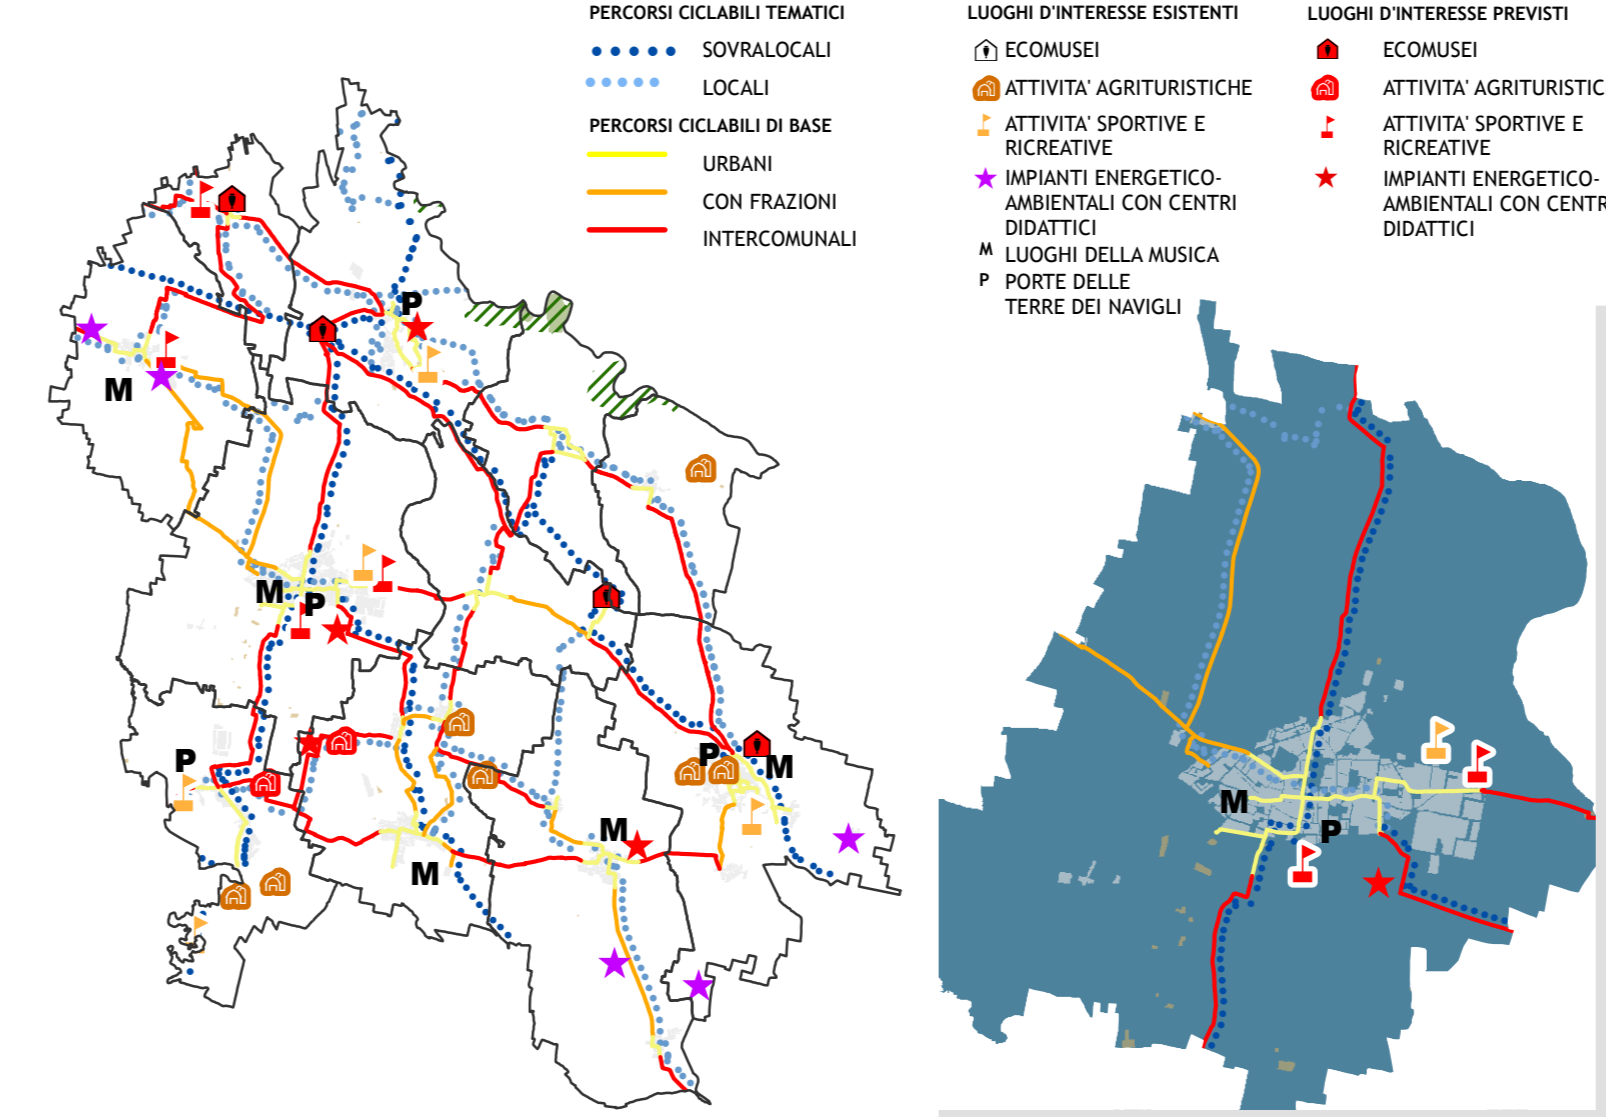 PERCORSI CICLABILI TEMATICI
SOVRALOCALI
LOCALI
PERCORSI CICLABILI DI BASE
URBANI
CON FRAZIONI
INTERCOMUNALI
LUOGHI D'INTERESSE ESISTENTI
ECOMUSEI
ATTIVITA' AGRITURISTICHE
ATTIVITA' SPORTIVE E
RICREATIVE
IMPIANTI ENERGETICO-
AMBIENTALI CON CENTRI
DIDATTICI
M LUOGHI DELLA MUSICA
P PORTE DELLE
TERRE DEI NAVIGLI
LUOGHI D'INTERESSE PREVISTI
ECOMUSEI
ATTIVITA' AGRITURISTIC
ATTIVITA' SPORTIVE E
RICREATIVE
IMPIANTI ENERGETICO-
AMBIENTALI CON CENTR
DIDATTICI
P
M
M
P
P
P
M
M
M
M
P